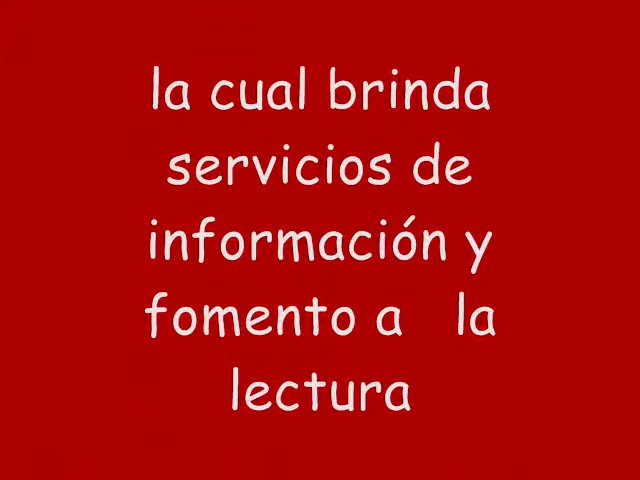 la cual brinda
servicios de
información y
fomento a la
lectura